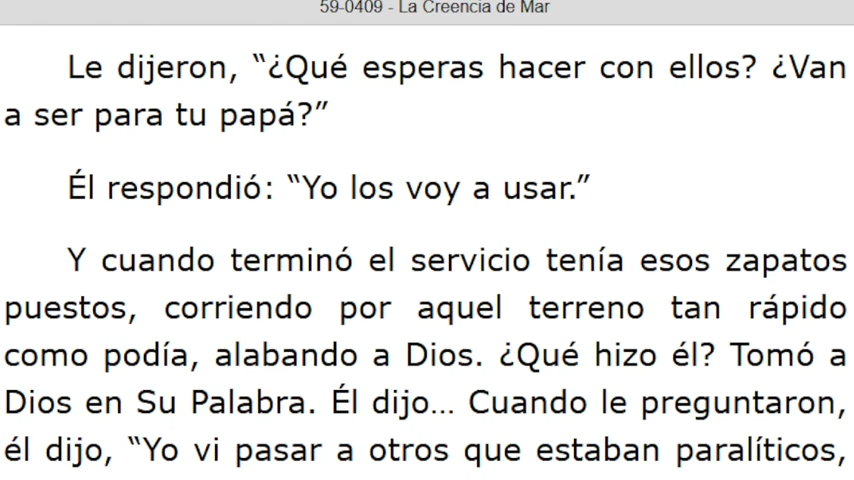 59-0409 - La Creencia de Mar
Le dijeron, “¿Qué esperas hacer con ellos? ¿Van
a ser para tu papá?”
Él respondió: “Yo los voy a usar.”
Y cuando terminó el servicio tenía esos zapatos
puestos, corriendo por aquel terreno tan rápido
como podía, alabando a Dios. ¿Qué hizo él? Tomó a
Dios en Su Palabra. Él dijo… Cuando le preguntaron,
él dijo, “Yo vi pasar a otros que estaban paralíticos,